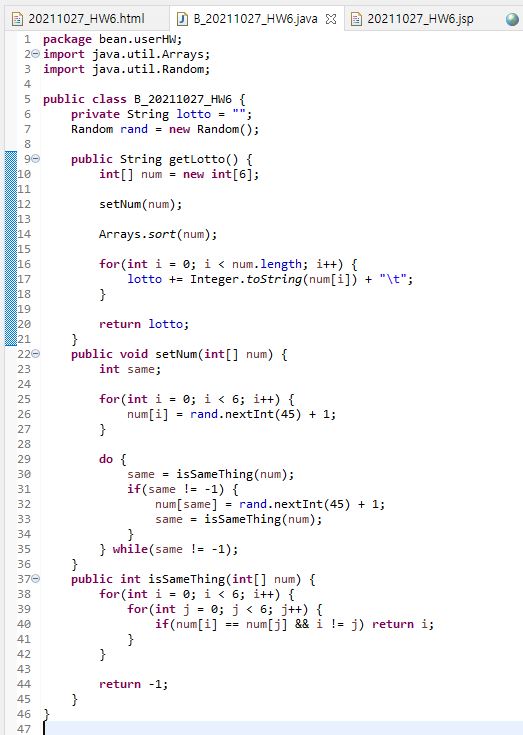 20211027_HW6.html B_20211027_HW6.java 20211027_HW6.jsp
1 package bean.userHW;
2 import java.util.Arrays;
3 import java.util.Random;
4
5 public class B_20211027_HW6 {
6     private String lotto = "";
7     Random rand = new Random();
8
9     public String getLotto() {
10         int[] num = new int[6];
11
12         setNum(num);
13
14         Arrays.sort(num);
15
16         for(int i = 0; i < num.length; i++) {
17             lotto += Integer.toString(num[i]) + "\t";
18         }
19
20         return lotto;
21     }
22     public void setNum(int[] num) {
23         int same;
24
25         for(int i = 0; i < 6; i++) {
26             num[i] = rand.nextInt(45) + 1;
27         }
28
29         do {
30             same = isSameThing(num);
31             if(same != -1) {
32                 num[same] = rand.nextInt(45) + 1;
33                 same = isSameThing(num);
34             }
35         } while(same != -1);
36     }
37     public int isSameThing(int[] num) {
38         for(int i = 0; i < 6; i++) {
39             for(int j = 0; j < 6; j++) {
40                 if(num[i] == num[j] && i != j) return i;
41             }
42         }
43
44         return -1;
45     }
46 }
47